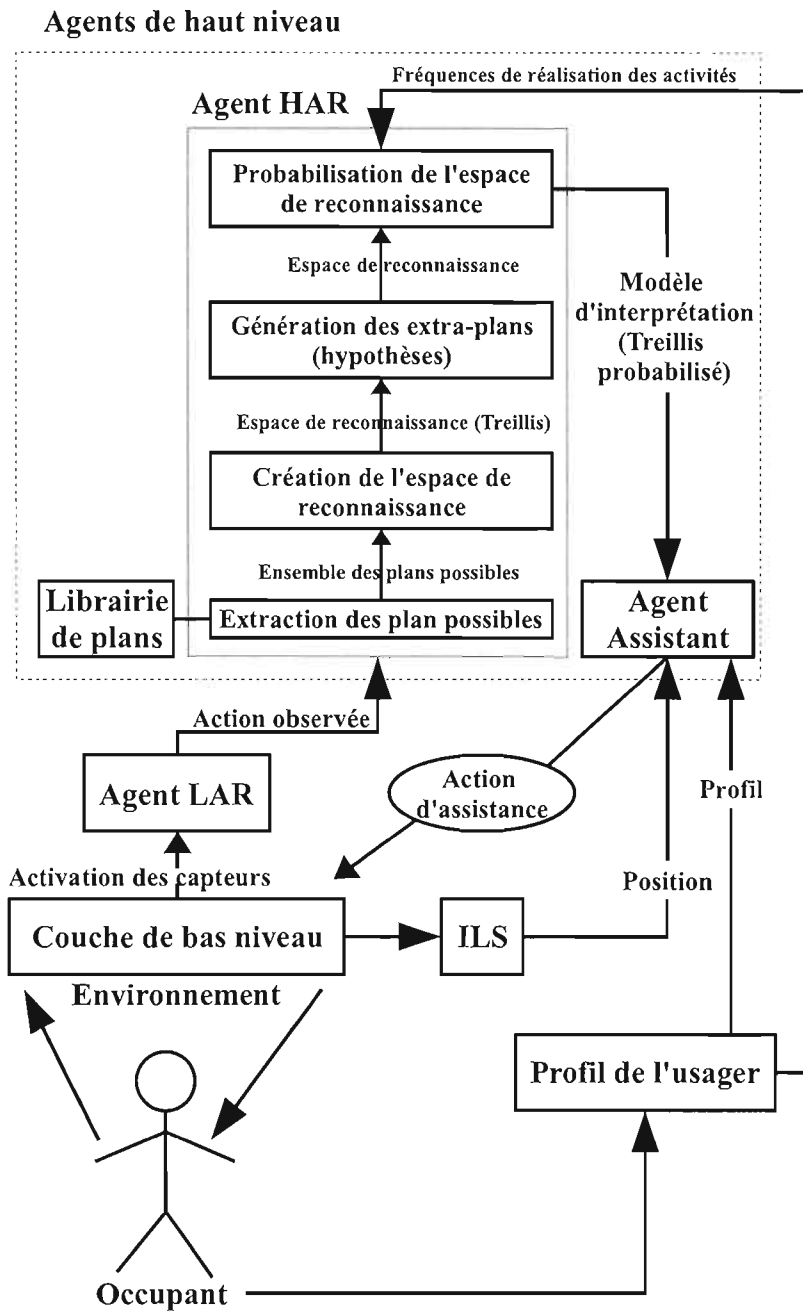 Agents de haut niveau
Fréquences de réalisation des activités
Agent HAR
Probabilisation de l'espace
de reconnaissance
Espace de reconnaissance
Modèle
d'interprétation
(Treillis
probabilisé)
Génération des extra-plans
(hypothèses)
Espace de reconnaissance (Treillis)
Création de l'espace de
reconnaissance
Ensemble des plans possibles
Librairie
de plans
Extraction des plan possibles
Agent
Assistant
Action observée
Agent LAR
Action
d'assistance
Profil
Activation des capteurs
Position
Couche de bas niveau
ILS
Environnement
Profil de l'usager
Occupant